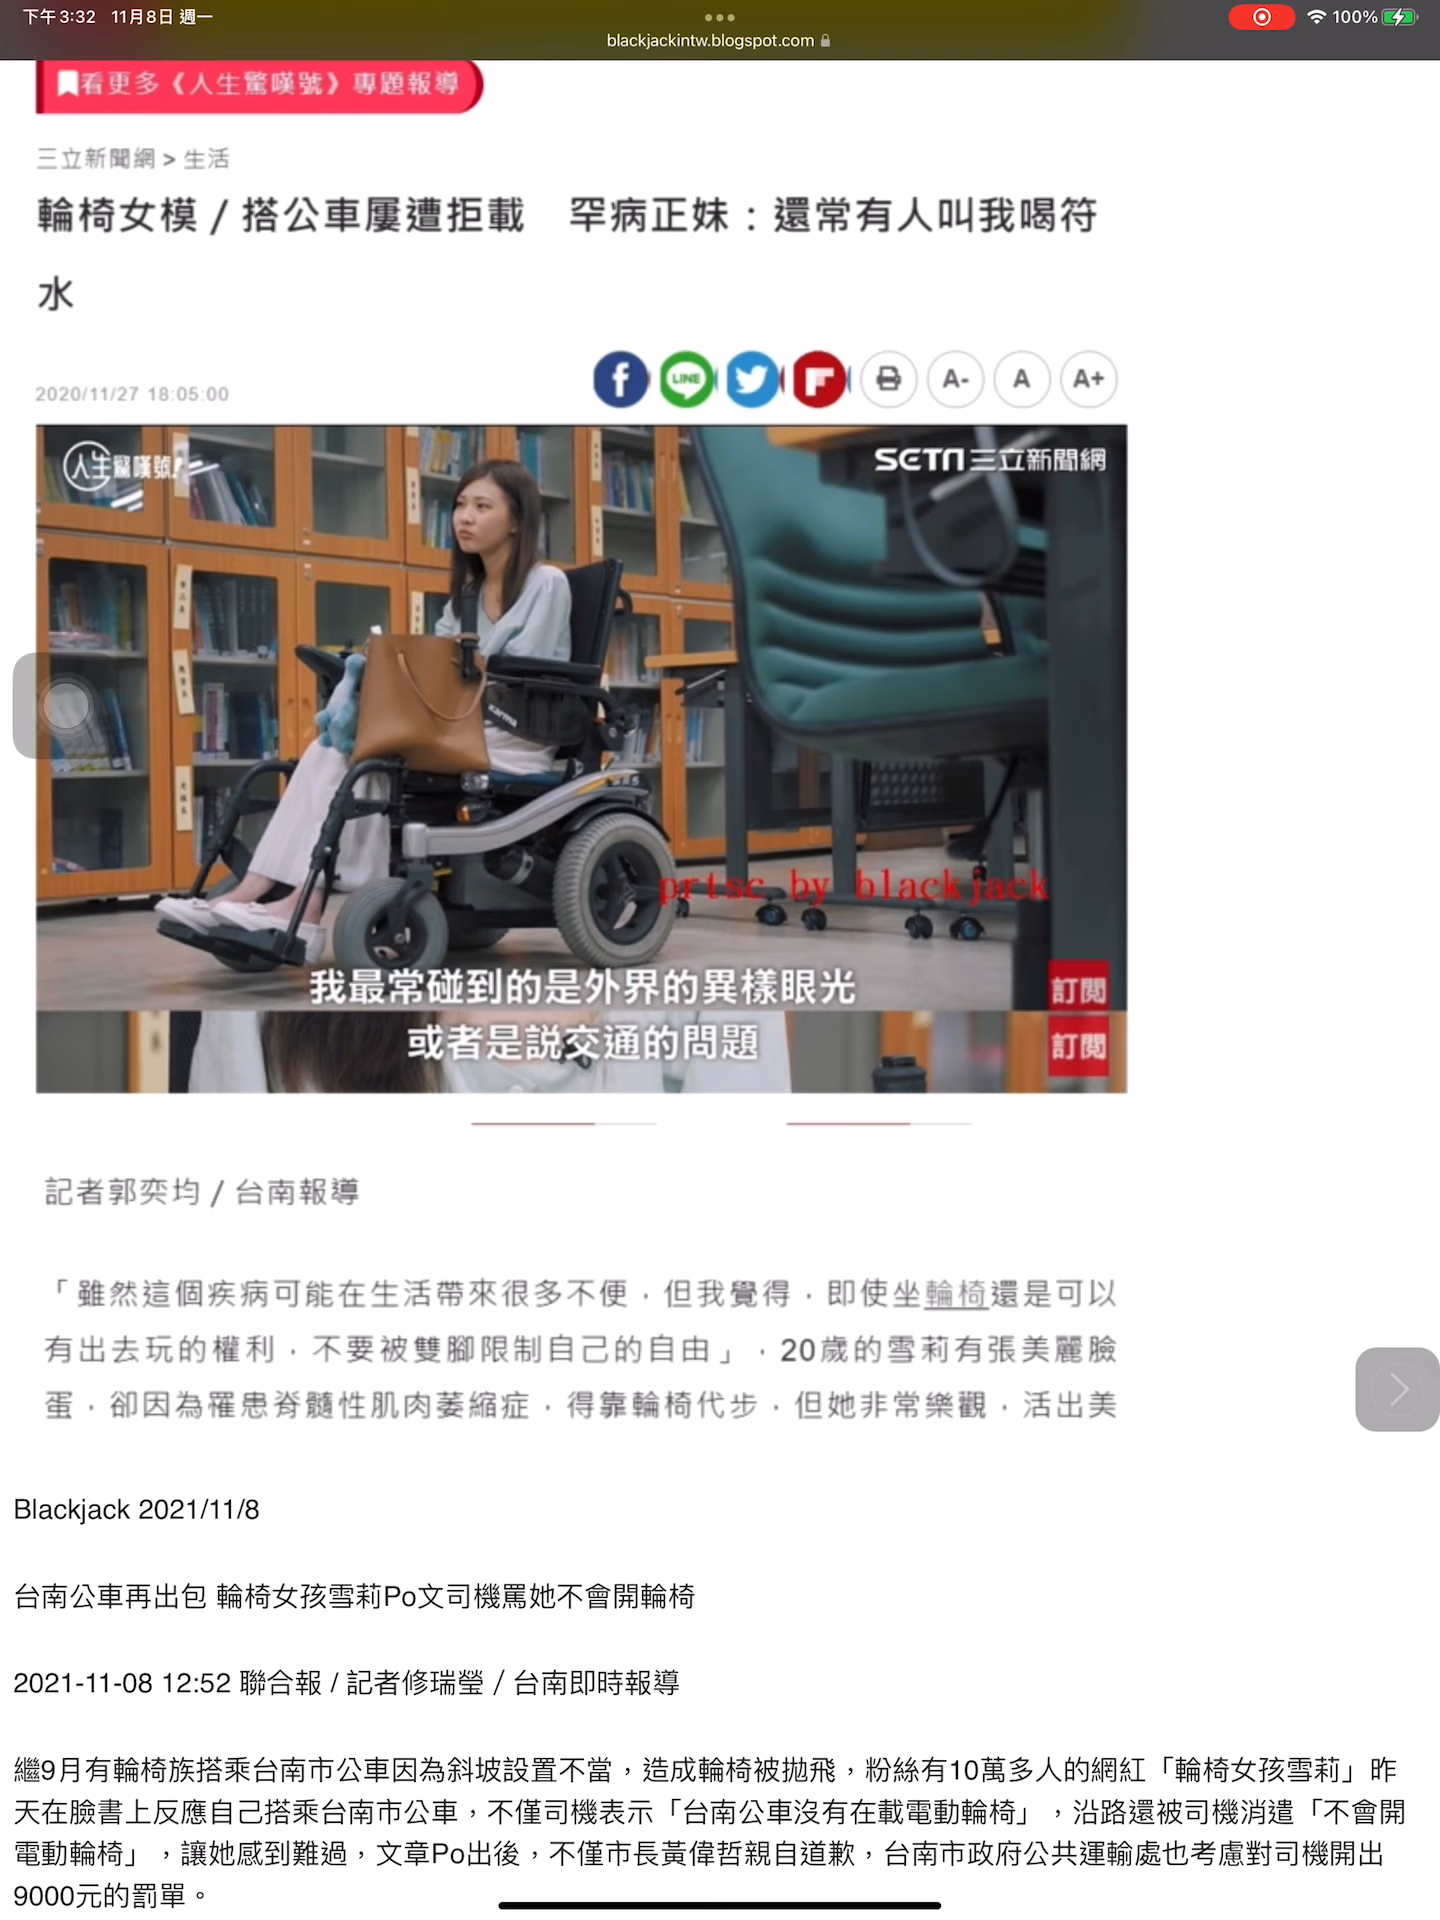 下午3:32 11月8日 週一
100%
blackjackintw.blogspot.com
看更多《人生驚嘆號》專題報導
三立新聞網 > 生活
輪椅女模/搭公車屢遭拒載 罕病正妹:還常有人叫我喝符
水
2020/11/27 18:05:00
LINE
A-
A
A+
人生驚嘆號!
SETN三立新聞網
karma
prtsc by blackjack
我最常碰到的是外界的異樣眼光
訂閱
或者是說交通的問題
訂閱
記者郭奕均/台南報導
「雖然這個疾病可能在生活帶來很多不便,但我覺得,即使坐輪椅還是可以
有出去玩的權利,不要被雙腳限制自己的自由」,20歲的雪莉有張美麗臉
蛋,卻因為罹患脊髓性肌肉萎縮症,得靠輪椅代步,但她非常樂觀,活出美
Blackjack 2021/11/8
台南公車再出包 輪椅女孩雪莉Po文司機罵她不會開輪椅
2021-11-08 12:52 聯合報 / 記者修瑞瑩/台南即時報導
繼9月有輪椅族搭乘台南市公車因為斜坡設置不當,造成輪椅被拋飛,粉絲有10萬多人的網紅「輪椅女孩雪莉」昨
天在臉書上反應自己搭乘台南市公車,不僅司機表示「台南公車沒有在載電動輪椅」,沿路還被司機消遣「不會開
電動輪椅」,讓她感到難過,文章Po出後,不僅市長黃偉哲親自道歉,台南市政府公共運輸處也考慮對司機開出
9000元的罰單。